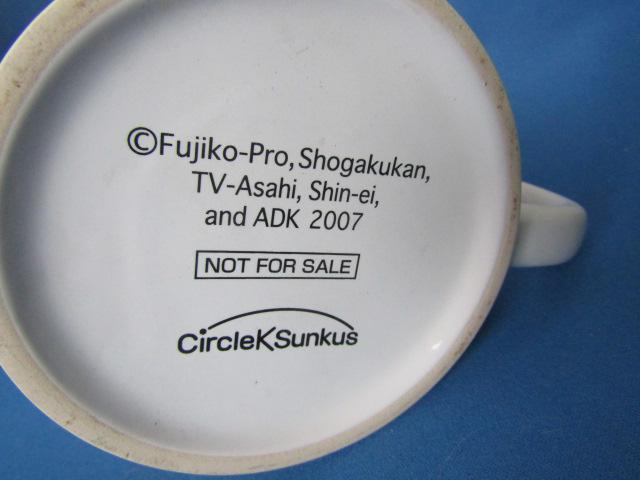 ©Fujiko-Pro, Shogakukan,
TV-Asahi, Shin-ei,
and ADK 2007
NOT FOR SALE
CircleKSunkus